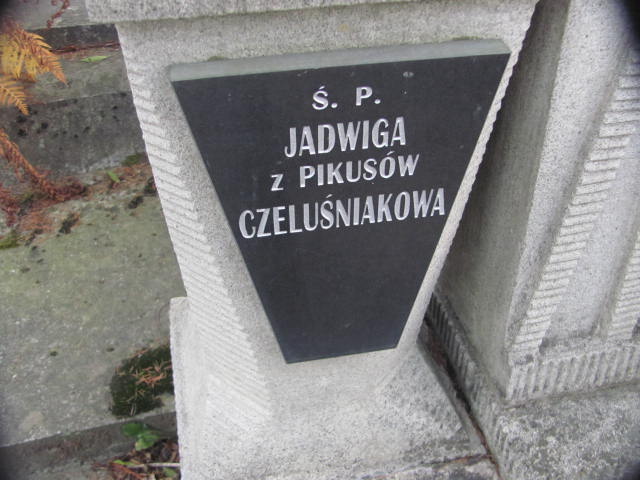 Ś. P.
JADWIGA
Z PIKUSÓW
CZELUŚNIAKOWA